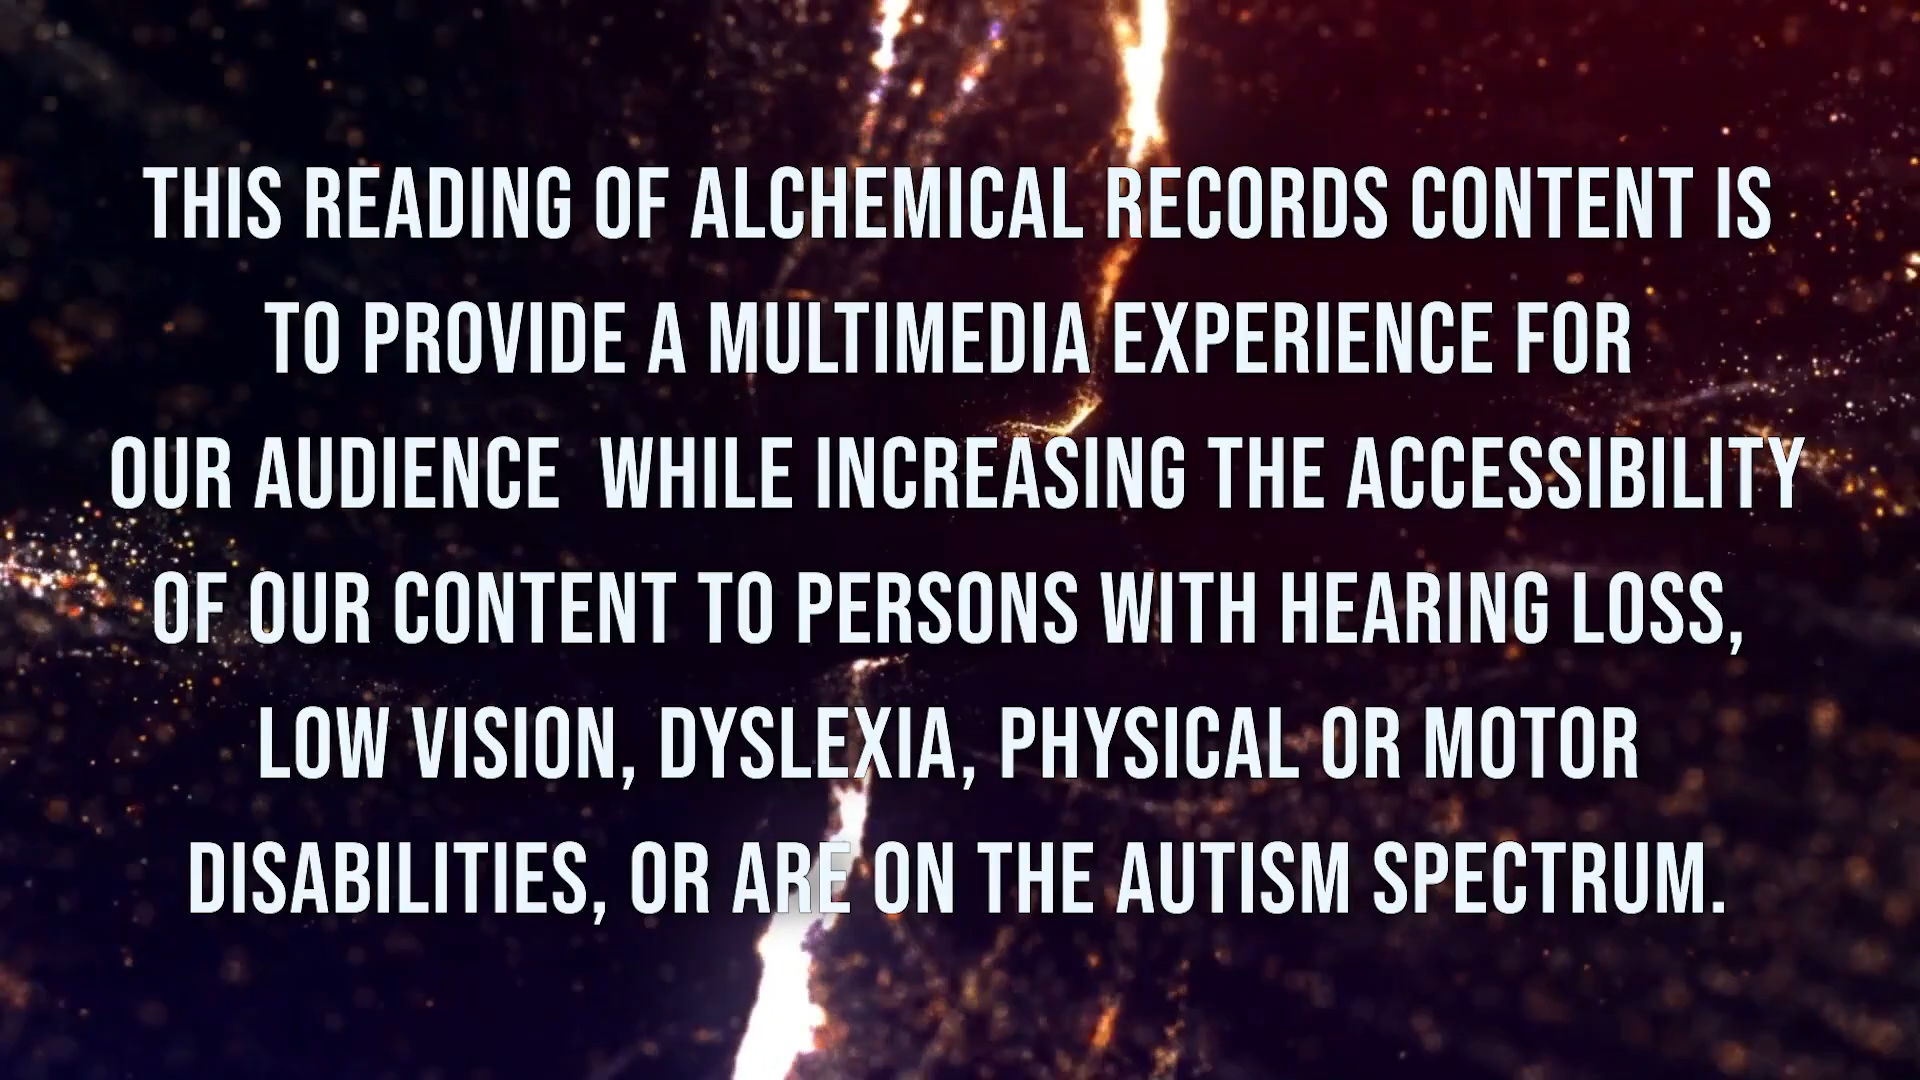 THIS READING OF ALCHEMICAL RECORDS CONTENT IS
TO PROVIDE A MULTIMEDIA EXPERIENCE FOR
OUR AUDIENCE  WHILE INCREASING THE ACCESSIBILITY
OF OUR CONTENT TO PERSONS WITH HEARING LOSS,
LOW VISION, DYSLEXIA, PHYSICAL OR MOTOR
DISABILITIES, OR ARE ON THE AUTISM SPECTRUM.